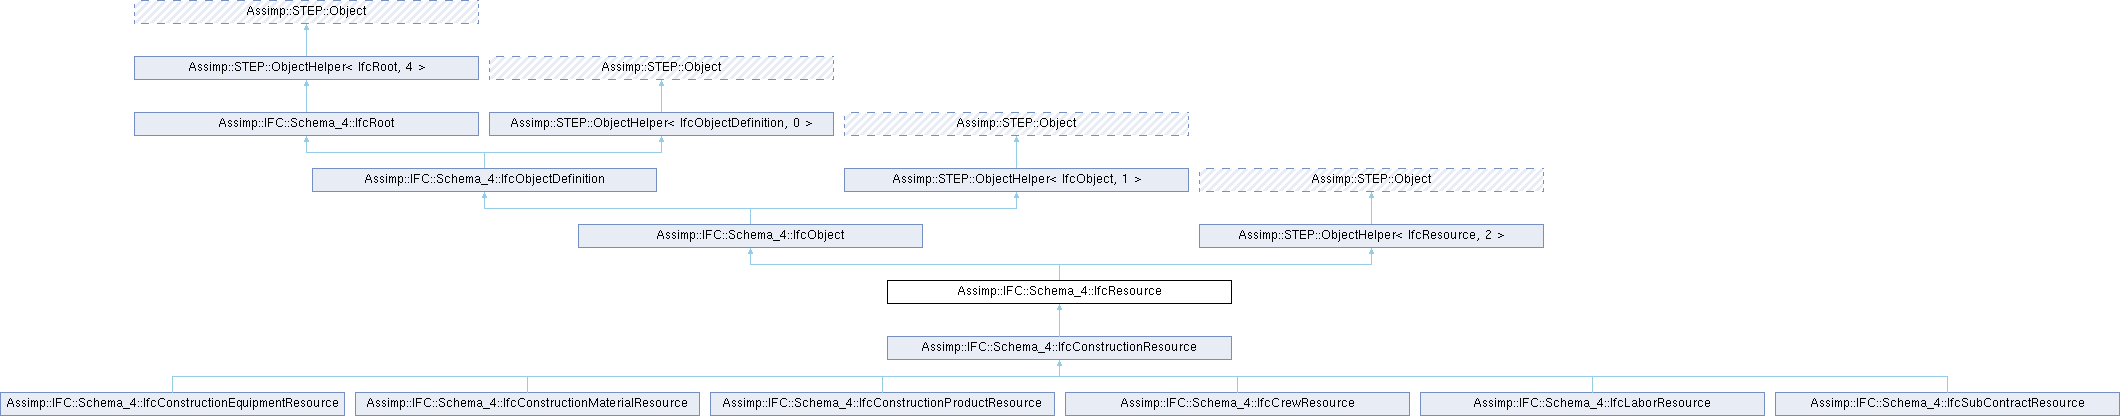 Assimp::STEP::Object
Assimp::STEP::ObjectHelper< IfcRoot, 4 >
Assimp::STEP::Object
Assimp::IFC::Schema_4::IfcRoot
Assimp::STEP::ObjectHelper< IfcObjectDefinition, 0 >
Assimp::STEP::Object
Assimp::IFC::Schema_4::IfcObjectDefinition
Assimp::STEP::ObjectHelper< IfcObject, 1 >
Assimp::STEP::Object
Assimp::IFC::Schema_4::IfcObject
Assimp::STEP::ObjectHelper< IfcResource, 2 >
Assimp::IFC::Schema_4::IfcResource
Assimp::IFC::Schema_4::IfcConstructionResource
Assimp::IFC::Schema_4::IfcConstructionEquipmentResource
Assimp::IFC::Schema_4::IfcConstructionMaterialResource
Assimp::IFC::Schema_4::IfcConstructionProductResource
Assimp::IFC::Schema_4::IfcCrewResource
Assimp::IFC::Schema_4::IfcLaborResource
Assimp::IFC::Schema_4::IfcSubContractResource